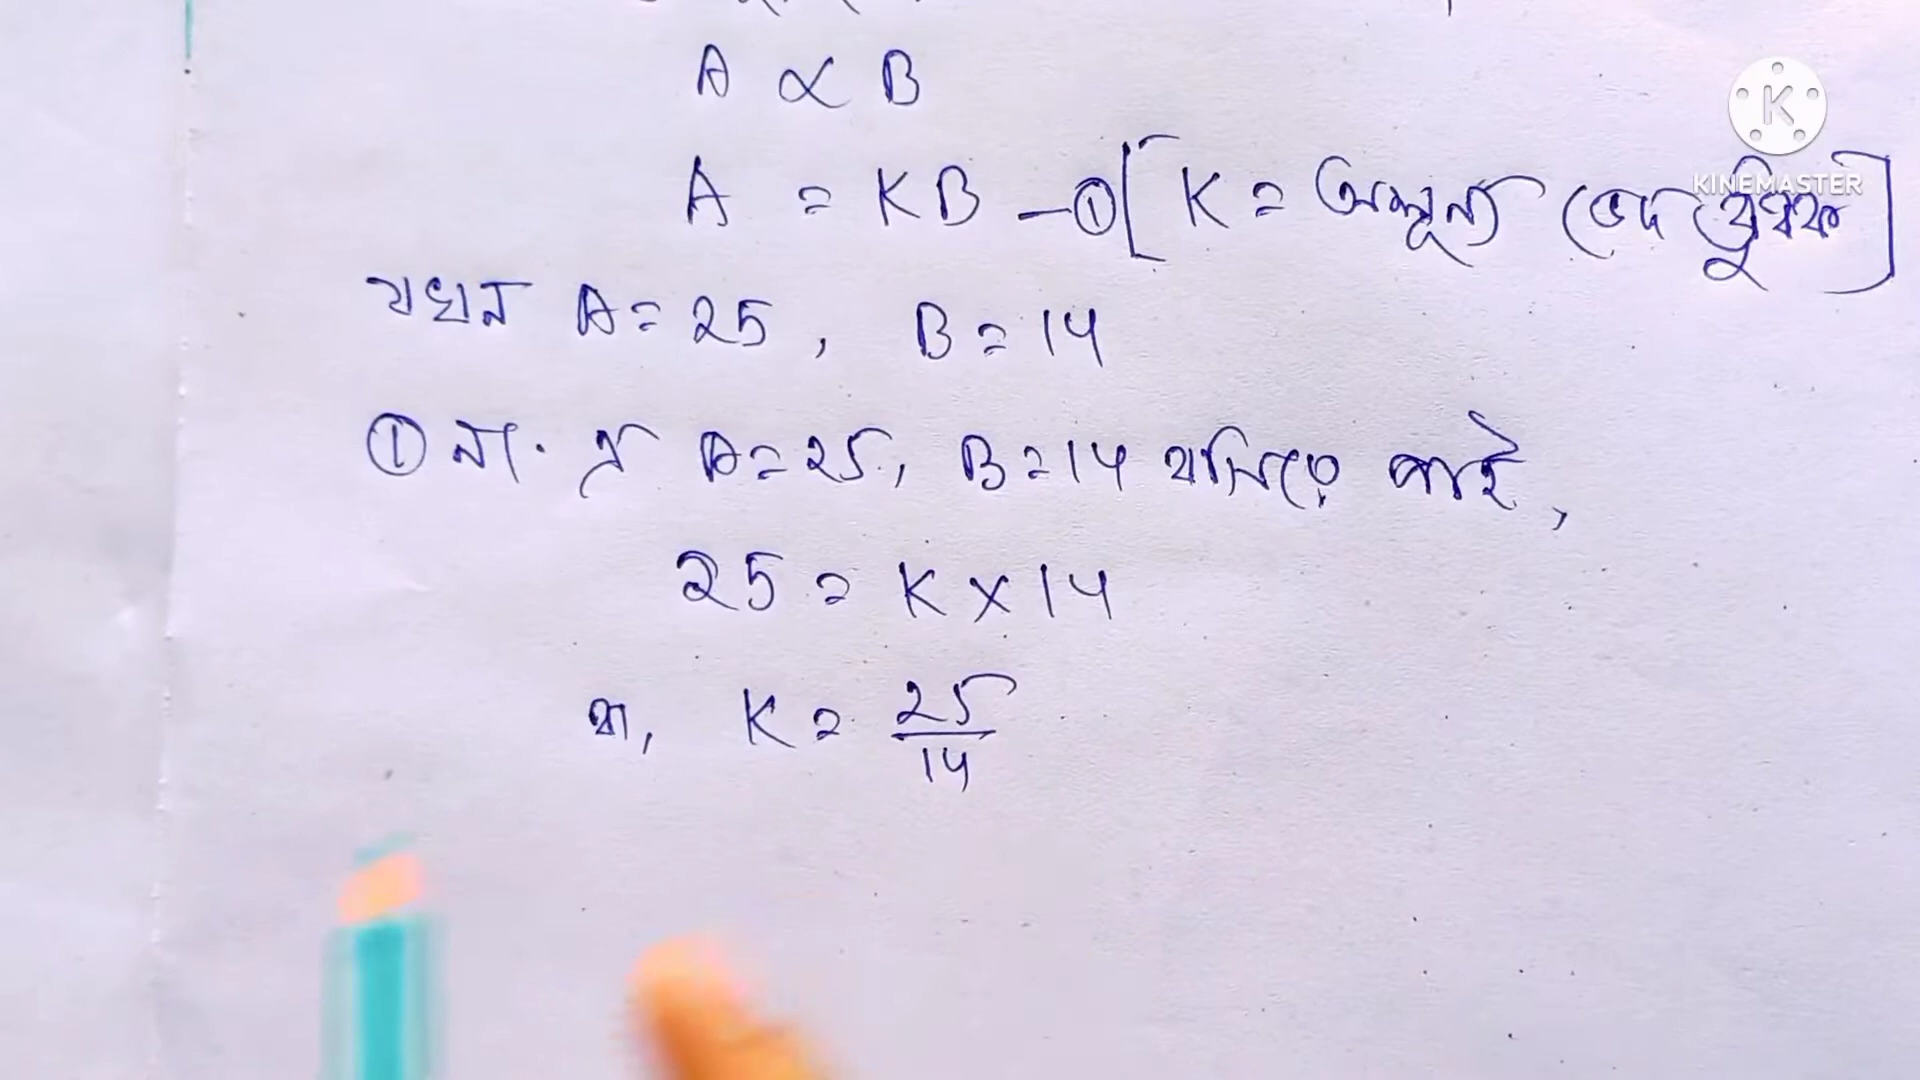 A ∝ B
A = KB —① [K = অশূন্য ভেদ ধ্রুবক]
KINEMASTER
যখন A = 25, B = 14
① নং এ A = 25, B = 14 বসিয়ে পাই,
25 = K × 14
বা, K = 25/14